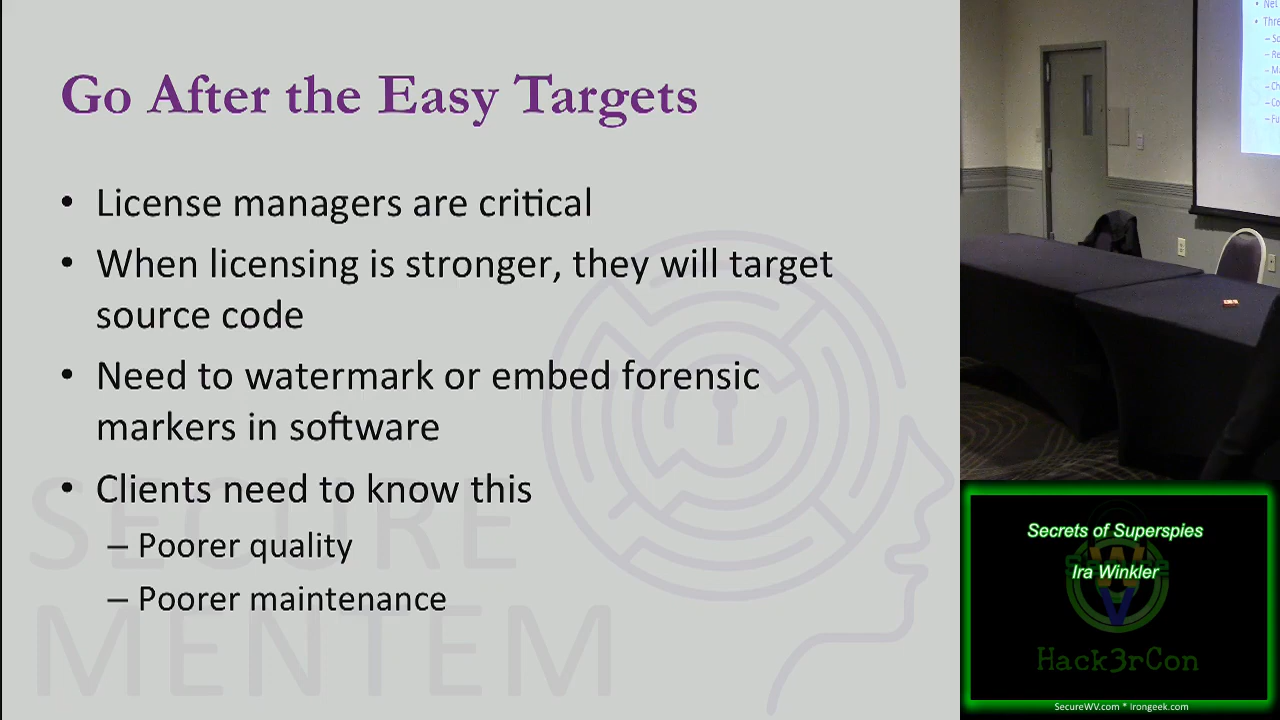 Go After the Easy Targets
• License managers are critical
• When licensing is stronger, they will target
source code
• Need to watermark or embed forensic
markers in software
• Clients need to know this
– Poorer quality
– Poorer maintenance
SECURE
MENTEM
Secrets of Superspies
Ira Winkler
Hack3rCon
SecureWV.com * Irongeek.com